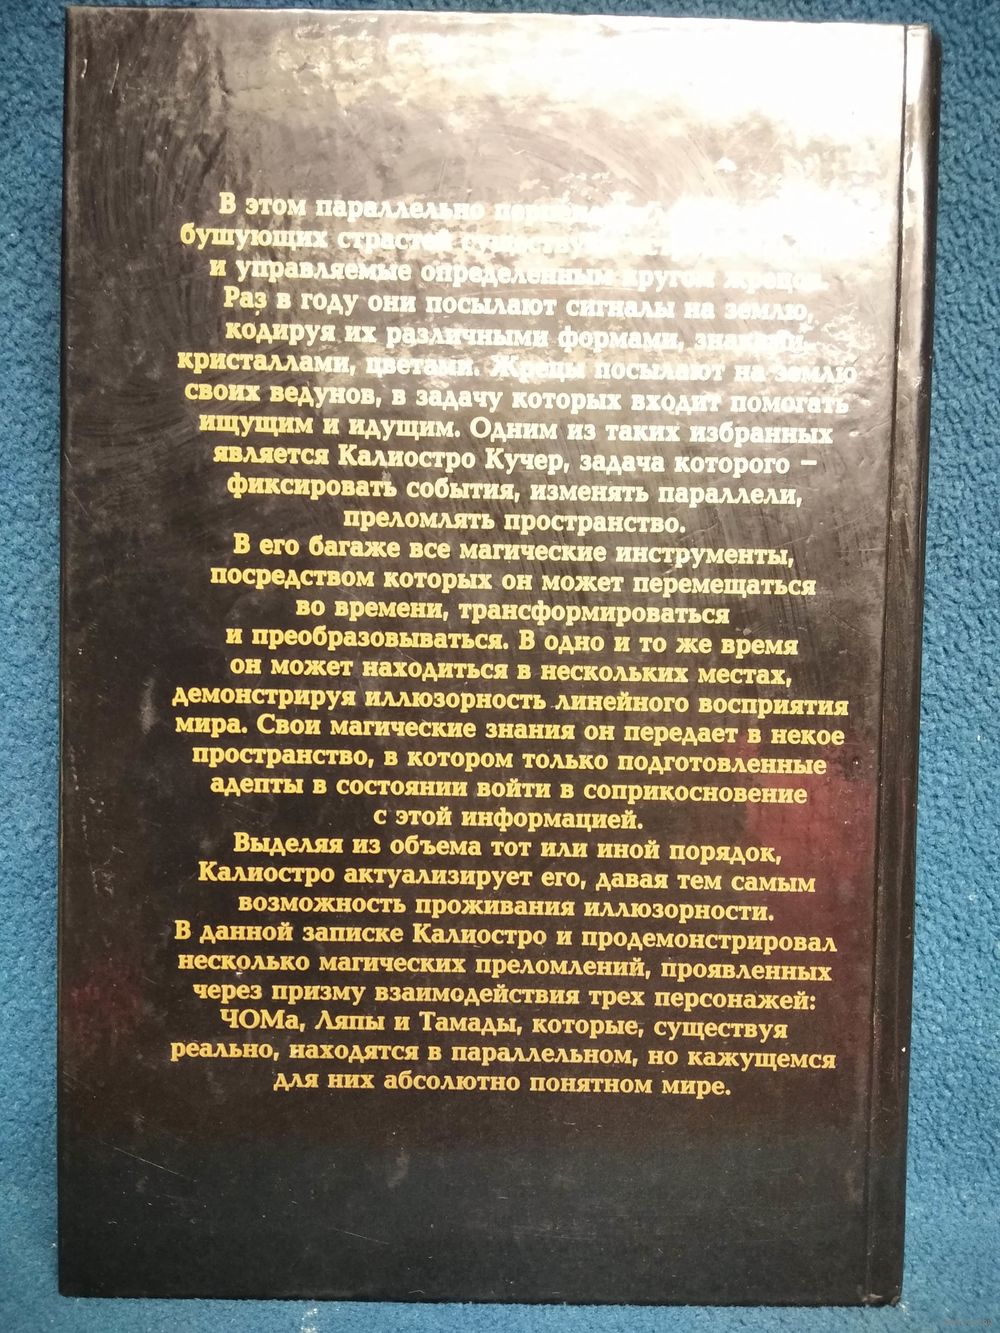 В этом параллельно
бушующих страстей
и управляемые определенным кругом жрецов.
Раз в году они посылают сигналы на землю,
кодируя их различными формами, знаками,
кристаллами, цветами. Жрецы посылают на землю
своих ведунов, в задачу которых входит помогать
ищущим и идущим. Одним из таких избранных
является Калиостро Кучер, задача которого –
фиксировать события, изменять параллели,
преломлять пространство.
В его багаже все магические инструменты,
посредством которых он может перемещаться
во времени, трансформироваться
и преобразовываться. В одно и то же время
он может находиться в нескольких местах,
демонстрируя иллюзорность линейного восприятия
мира. Свои магические знания он передает в некое
пространство, в котором только подготовленные
адепты в состоянии войти в соприкосновение
с этой информацией.
Выделяя из объема тот или иной порядок,
Калиостро актуализирует его, давая тем самым
возможность проживания иллюзорности.
В данной записке Калиостро и продемонстрировал
несколько магических преломлений, проявленных
через призму взаимодействия трех персонажей:
ЧОМа, Ляпы и Тамады, которые, существуя
реально, находятся в параллельном, но кажущемся
для них абсолютно понятном мире.